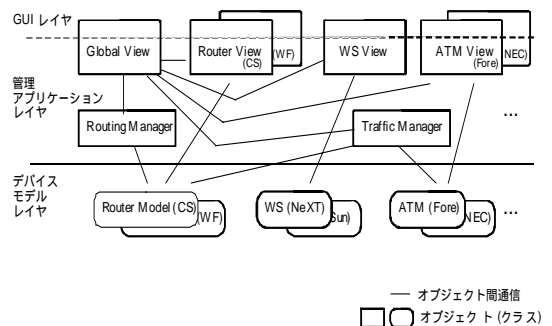 GUI レイヤ
Global View
Router View
(CS)
(WF)
WS View
ATM View
(Fore)
NEC)
管理
アプリケーション
レイヤ
Routing Manager
Traffic Manager
...
デバイス
モデル
レイヤ
Router Model (CS)
(WF)
WS (NeXT)
Sun)
ATM (Fore)
NEC)
...
オブジェクト間通信
オブジェクト (クラス)